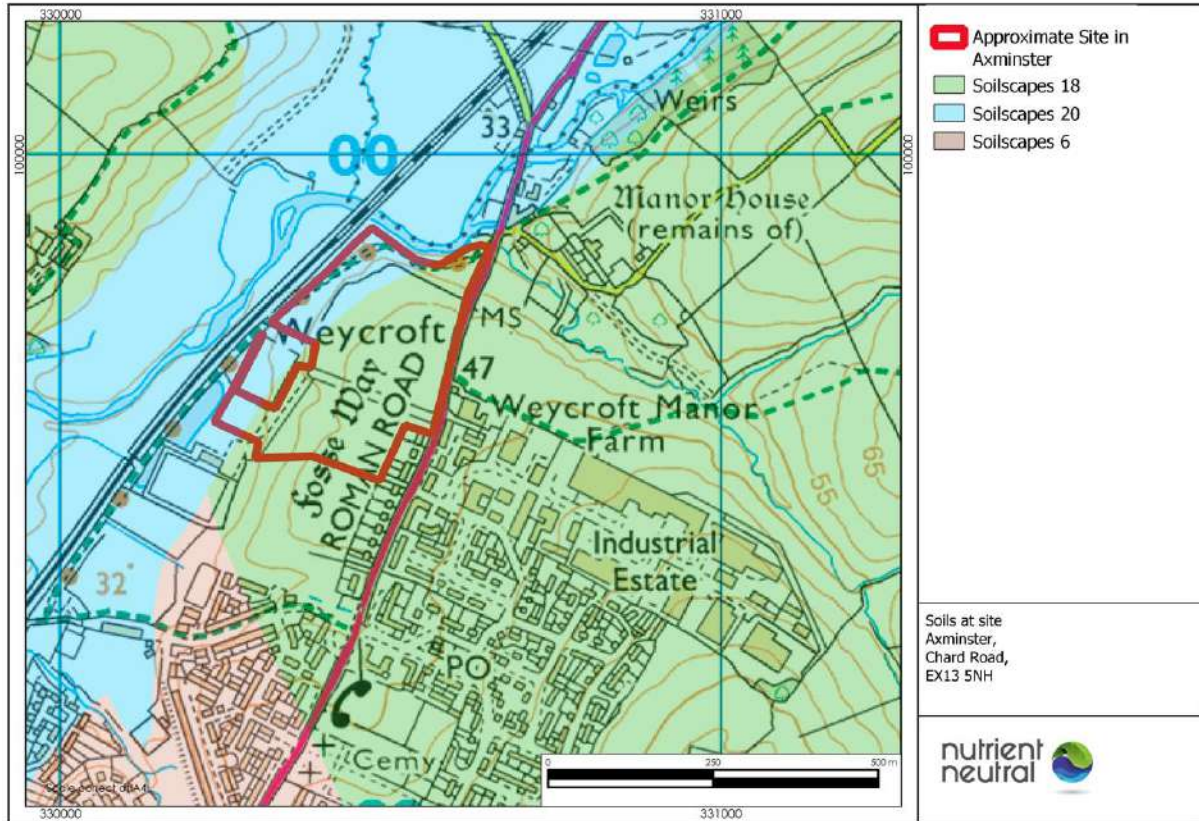 330000
331000
100000
100000
00
33
Weirs
Manor House
(remains of)
Weycroft
MS
47
Fosse Way
ROMAN ROAD
Weycroft Manor
Farm
65
55
Industrial
Estate
32
PO
Cemy
0 250 500 m
330000
331000
Approximate Site in
Axminster
Soilscapes 18
Soilscapes 20
Soilscapes 6
Soils at site
Axminster,
Chard Road,
EX13 5NH
nutrient
neutral